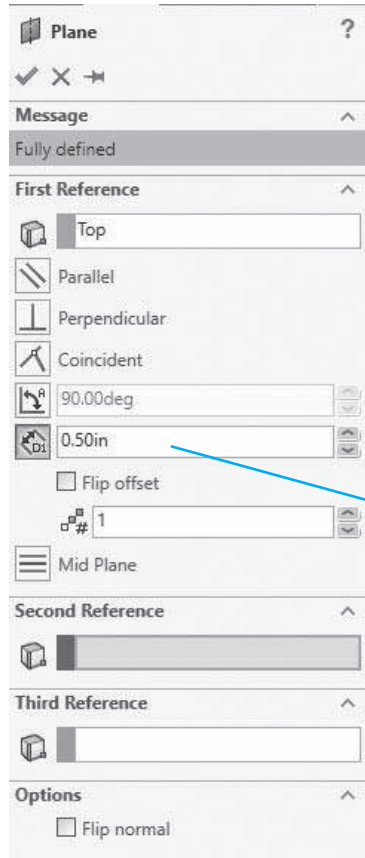 Plane ?
Message
Fully defined
First Reference
Top
Parallel
Perpendicular
Coincident
90.00deg
D1 0.50in
Flip offset
# 1
Mid Plane
Second Reference
Third Reference
Options
Flip normal